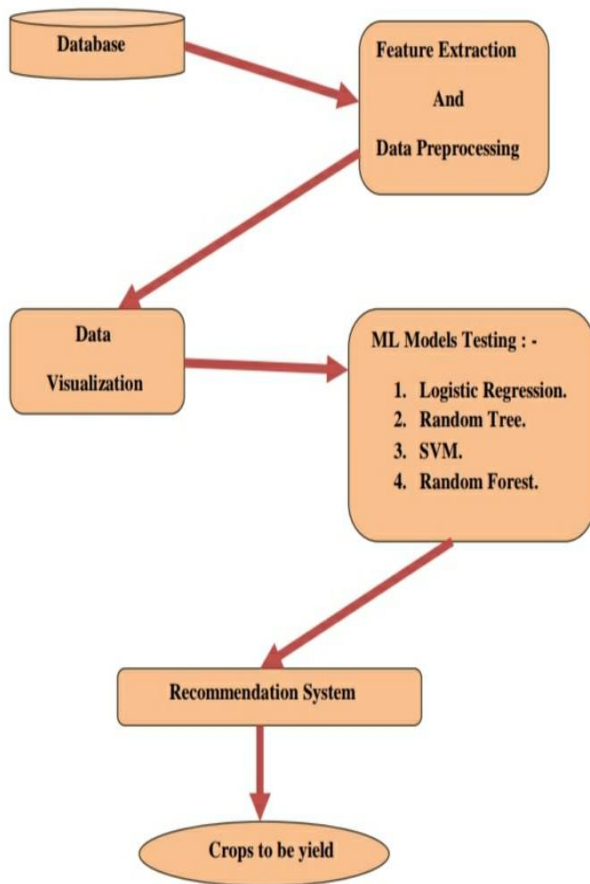 Database
Feature Extraction
And
Data Preprocessing
Data
Visualization
ML Models Testing : -
1. Logistic Regression.
2. Random Tree.
3. SVM.
4. Random Forest.
Recommendation System
Crops to be yield